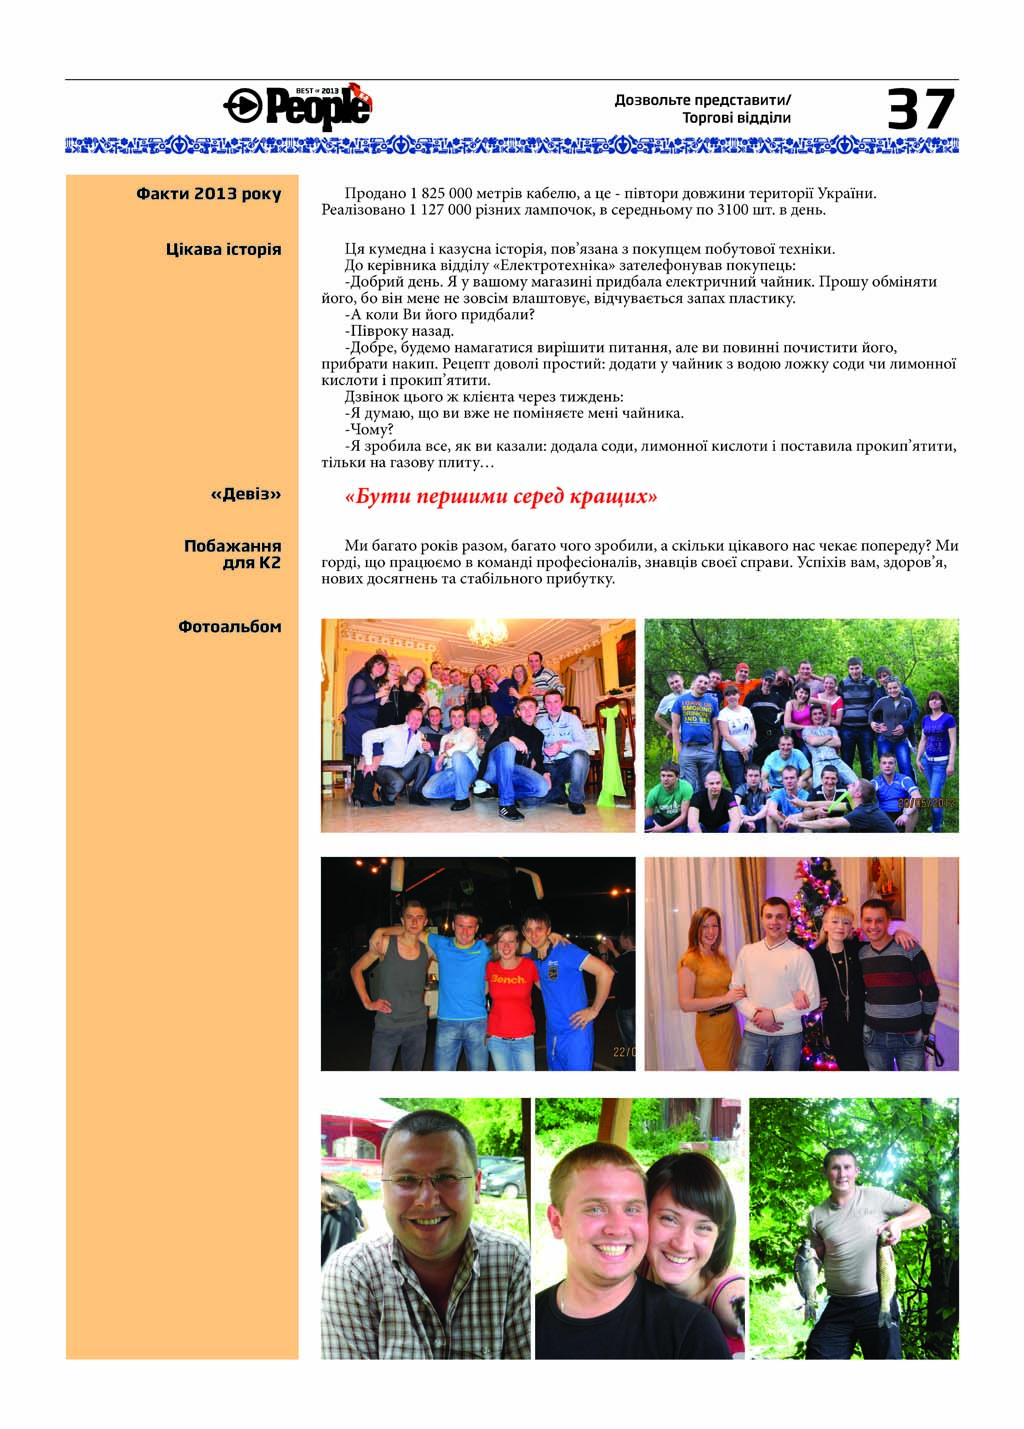 BEST of 2013
People
Дозвольте представити/
Торгові відділи
37
Факти 2013 року
Продано 1 825 000 метрів кабелю, а це - півтори довжини території України.
Реалізовано 1 127 000 різних лампочок, в середньому по 3100 шт. в день.
Цікава історія
Ця кумедна і казусна історія, пов’язана з покупцем побутової техніки.
До керівника відділу «Електротехніка» зателефонував покупець:
-Добрий день. Я у вашому магазині придбала електричний чайник. Прошу обміняти
його, бо він мене не зовсім влаштовує, відчувається запах пластику.
-А коли Ви його придбали?
-Півроку назад.
-Добре, будемо намагатися вирішити питання, але ви повинні почистити його,
прибрати накип. Рецепт доволі простий: додати у чайник з водою ложку соди чи лимонної
кислоти і прокип’ятити.
Дзвінок цього ж клієнта через тиждень:
-Я думаю, що ви вже не поміняєте мені чайника.
-Чому?
-Я зробила все, як ви казали: додала соди, лимонної кислоти і поставила прокип’ятити,
тільки на газову плиту…
«Девіз»
«Бути першими серед кращих»
Побажання
для К2
Ми багато років разом, багато чого зробили, а скільки цікавого нас чекає попереду? Ми
горді, що працюємо в команді професіоналів, знавців своєї справи. Успіхів вам, здоров’я,
нових досягнень та стабільного прибутку.
Фотоальбом
SMOKING
20/05/2013
Bench.
22/0